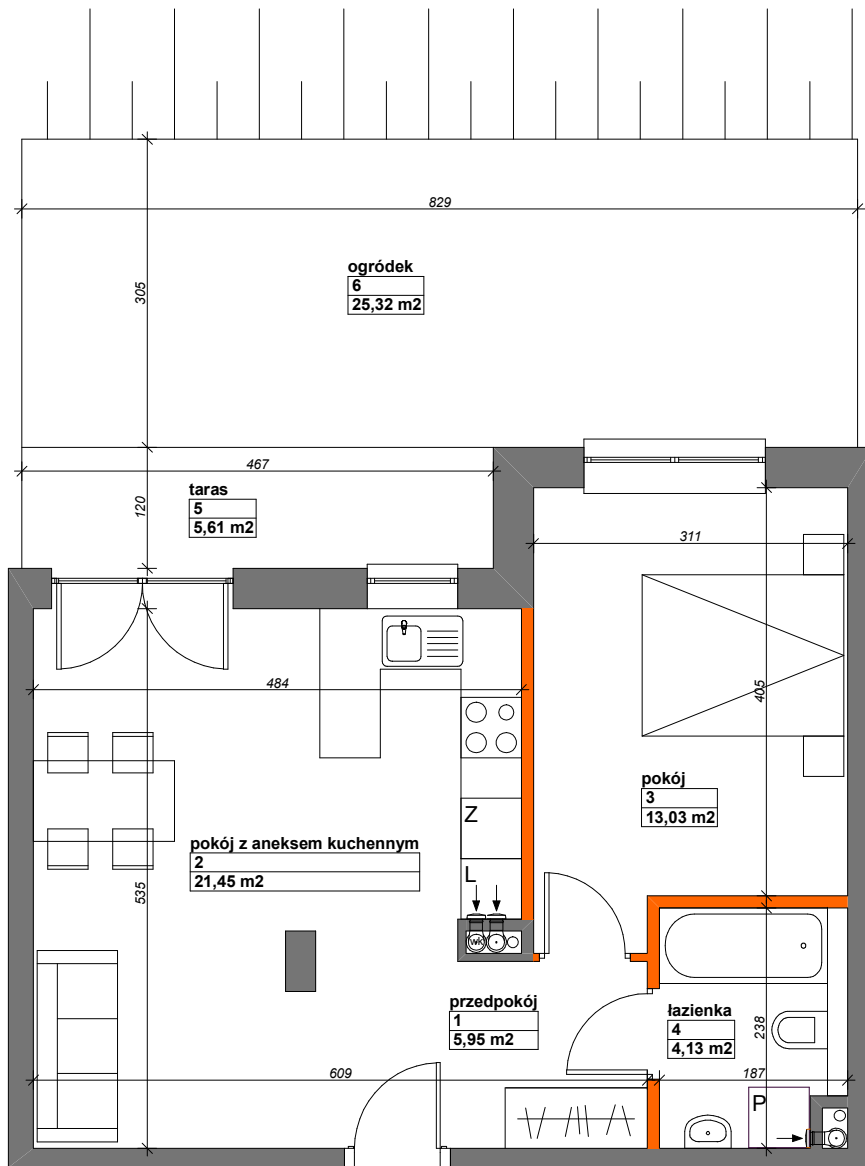 829
305
ogródek
6
25,32 m2
467
120
taras
5
5,61 m2
311
484
405
pokój
3
13,03 m2
Z
L
pokój z aneksem kuchennym
2
21,45 m2
535
wk
przedpokój
1
5,95 m2
łazienka
4
4,13 m2
238
609
187
P